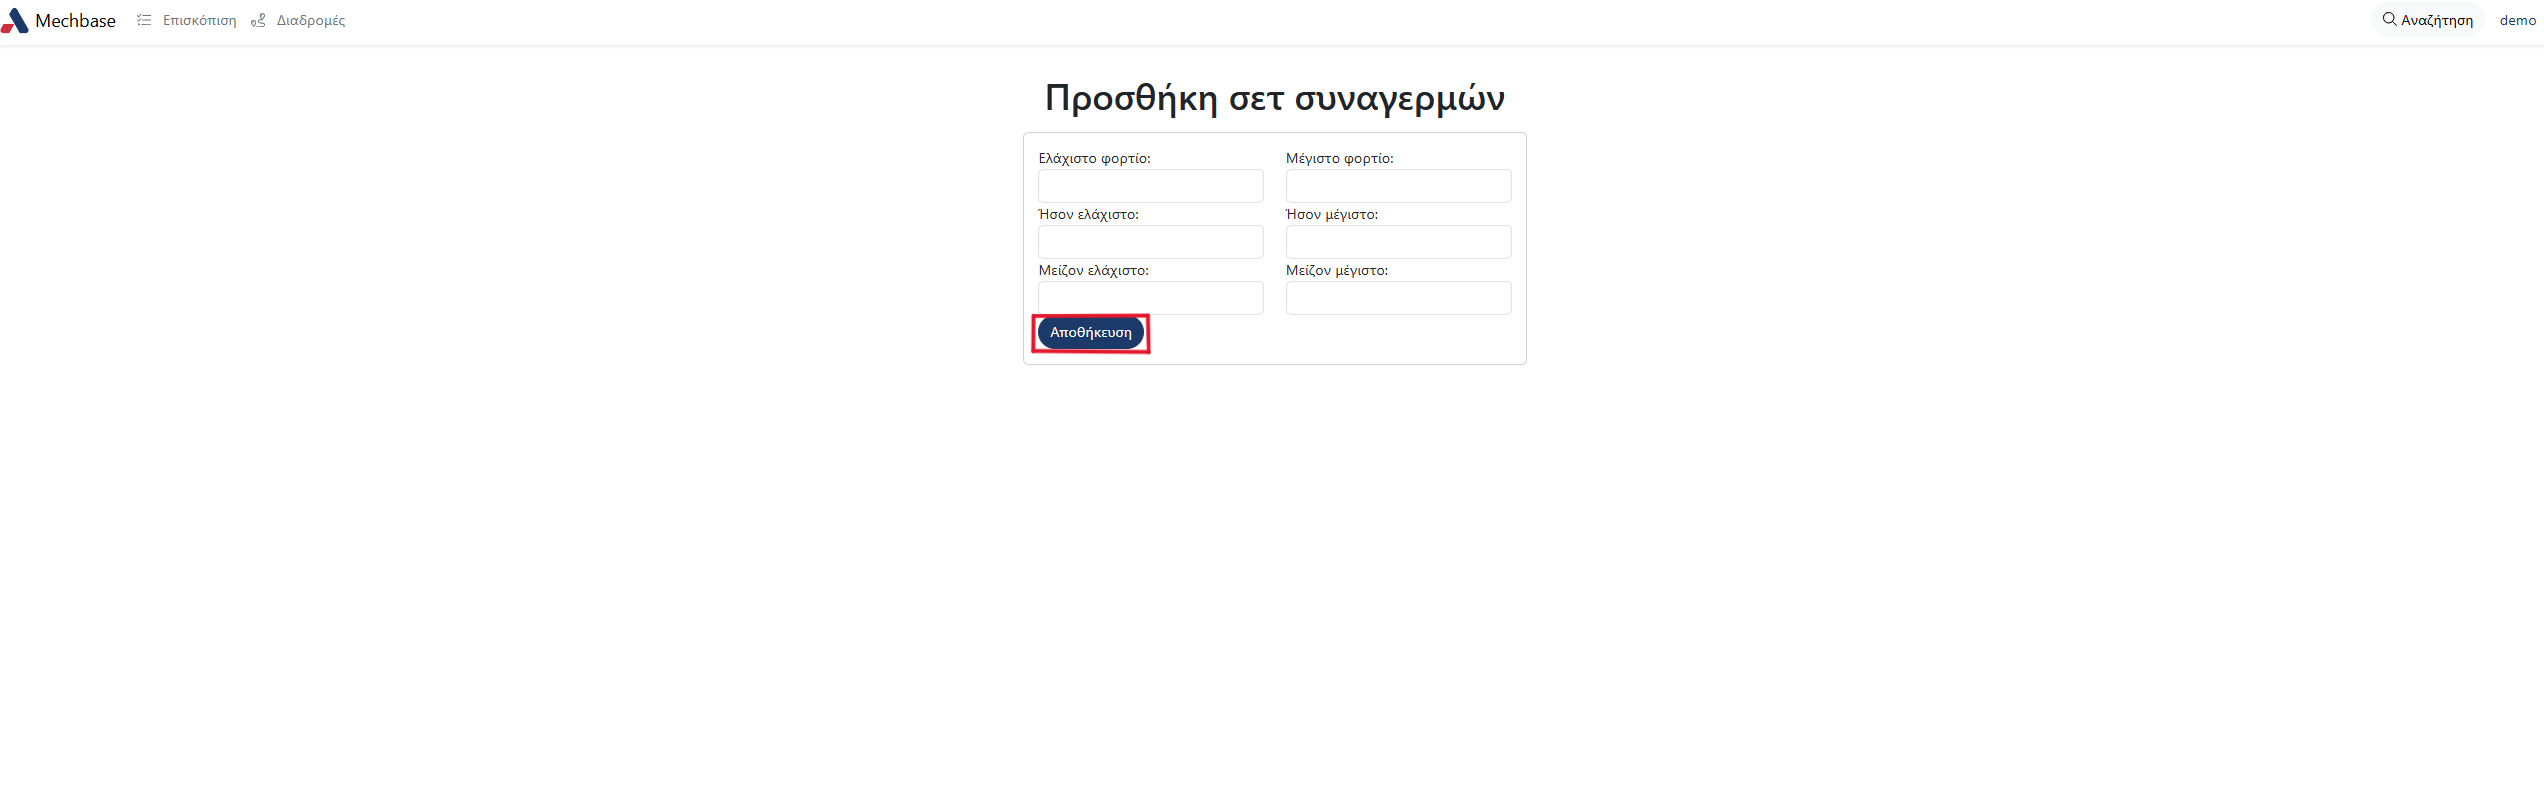 Mechbase Επισκόπιση Διαδρομές Αναζήτηση demo
Προσθήκη σετ συναγερμών
Ελάχιστο φορτίο: Μέγιστο φορτίο:
Ήσον ελάχιστο: Ήσον μέγιστο:
Μείζον ελάχιστο: Μείζον μέγιστο:
Αποθήκευση